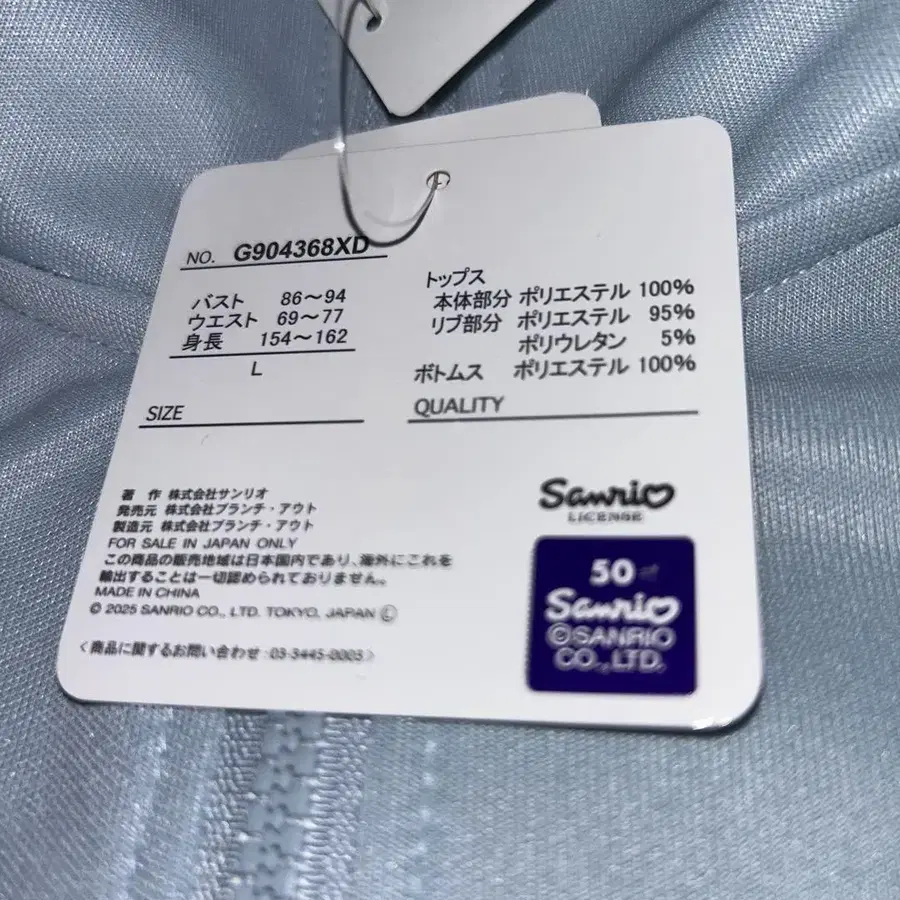 NO. G904368XD
バスト 86〜94
ウエスト 69〜77
身長 154〜162
L
SIZE
トップス
本体部分 ポリエステル 100%
リブ部分 ポリエステル 95%
ポリウレタン 5%
ボトムス ポリエステル 100%
QUALITY
著 作 株式会社サンリオ
発売元 株式会社ブランチ・アウト
製造元 株式会社ブランチ・アウト
FOR SALE IN JAPAN ONLY
この商品の販売地域は日本国内であり、海外にこれを
輸出することは一切認められておりません。
MADE IN CHINA
© 2025 SANRIO CO., LTD. TOKYO, JAPAN Ⓛ
〈商品に関するお問い合わせ 03-3445-0003〉
Sanrio
LICENSE
50
Sanrio
©SANRIO
CO.,LTD.